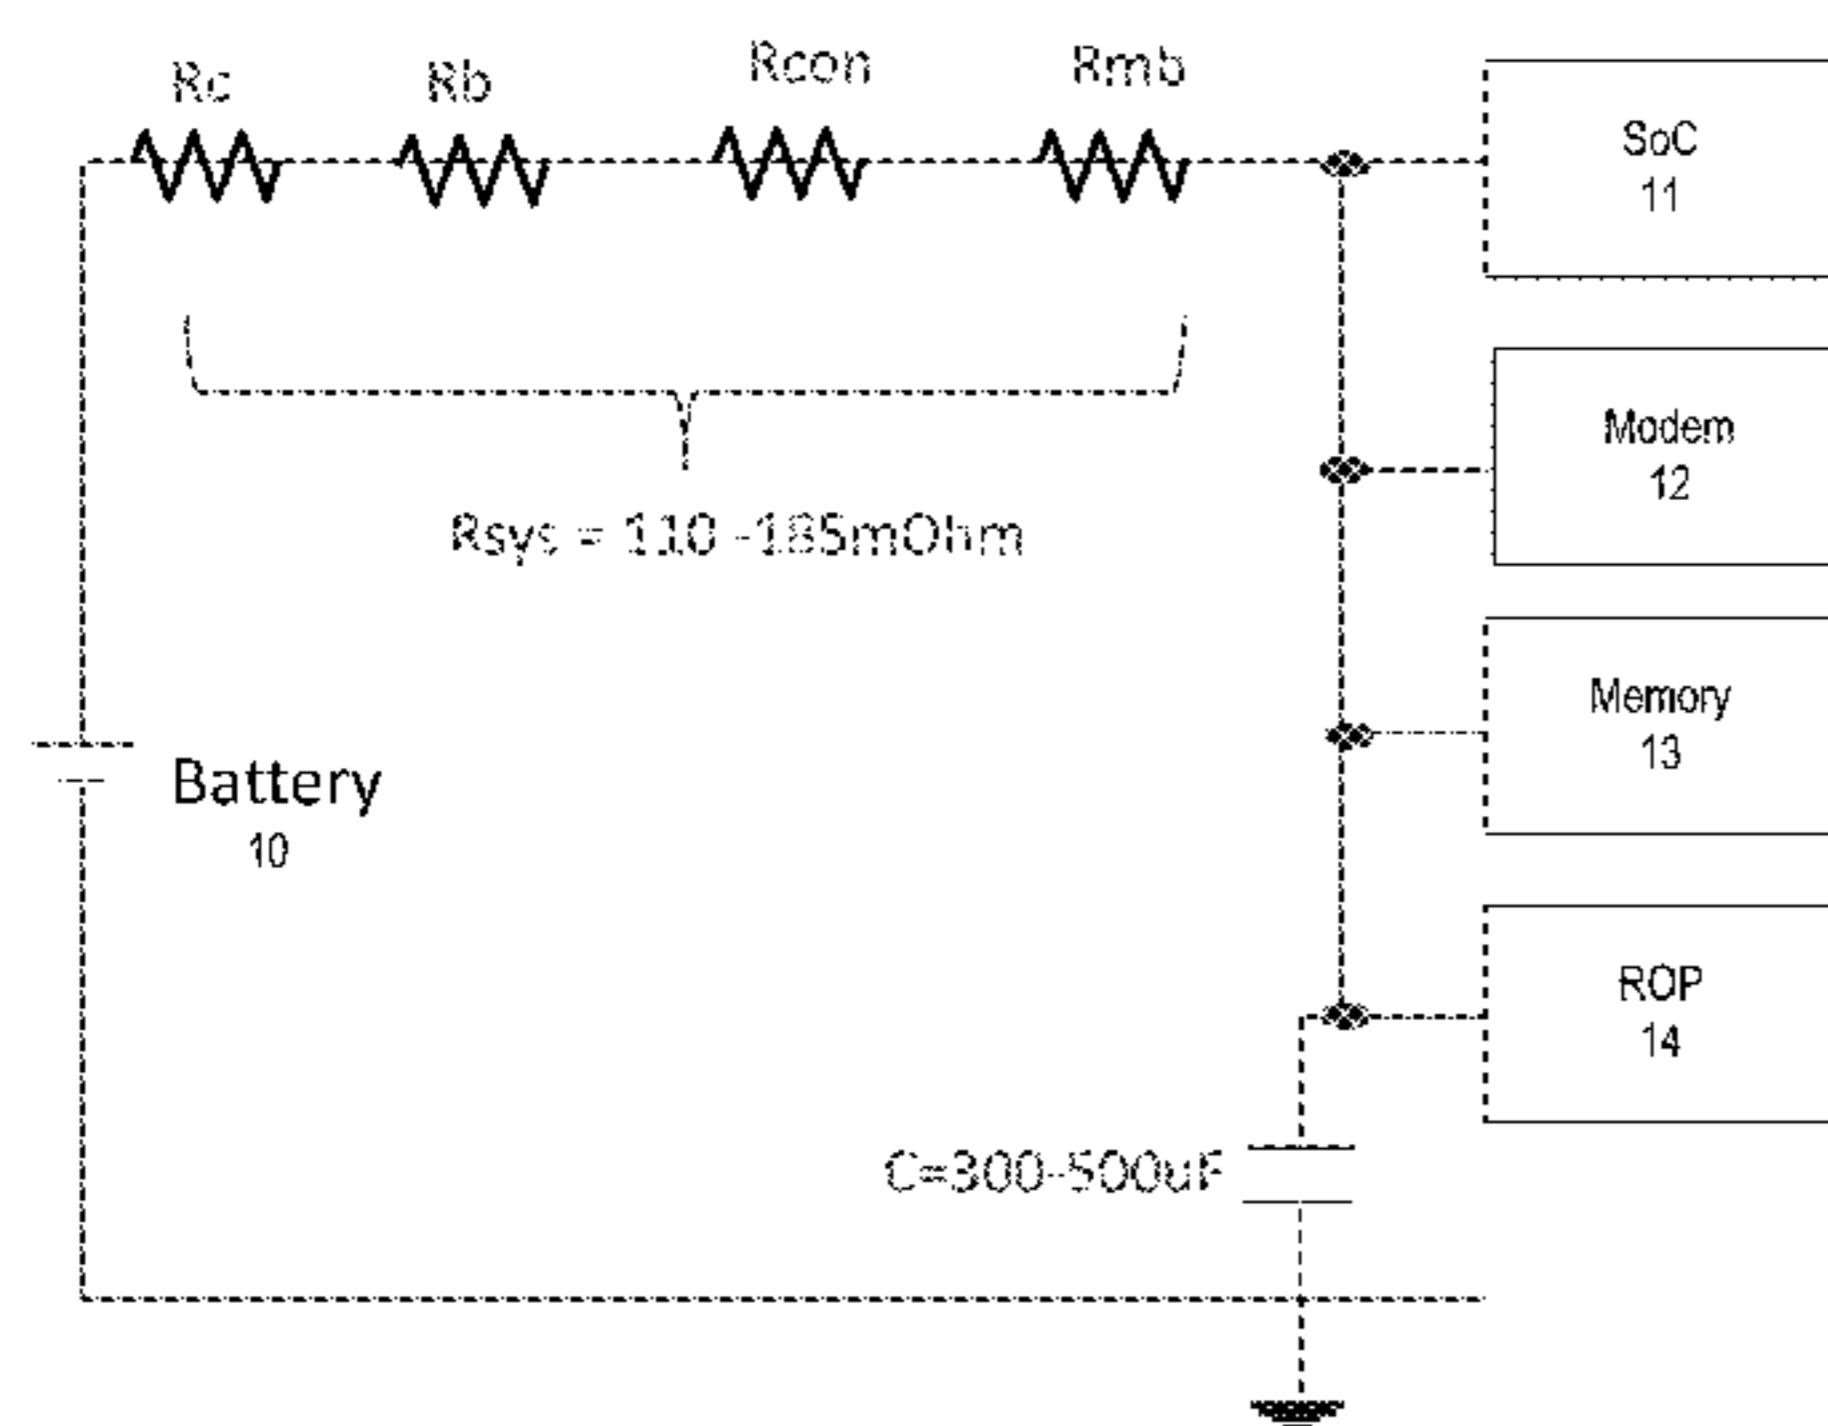 Rc
Rb
Rcon
Rmb
SoC
11
Modem
12
Rsys = 110 -185mOhm
Memory
13
Battery
10
ROP
14
C=300-500uF